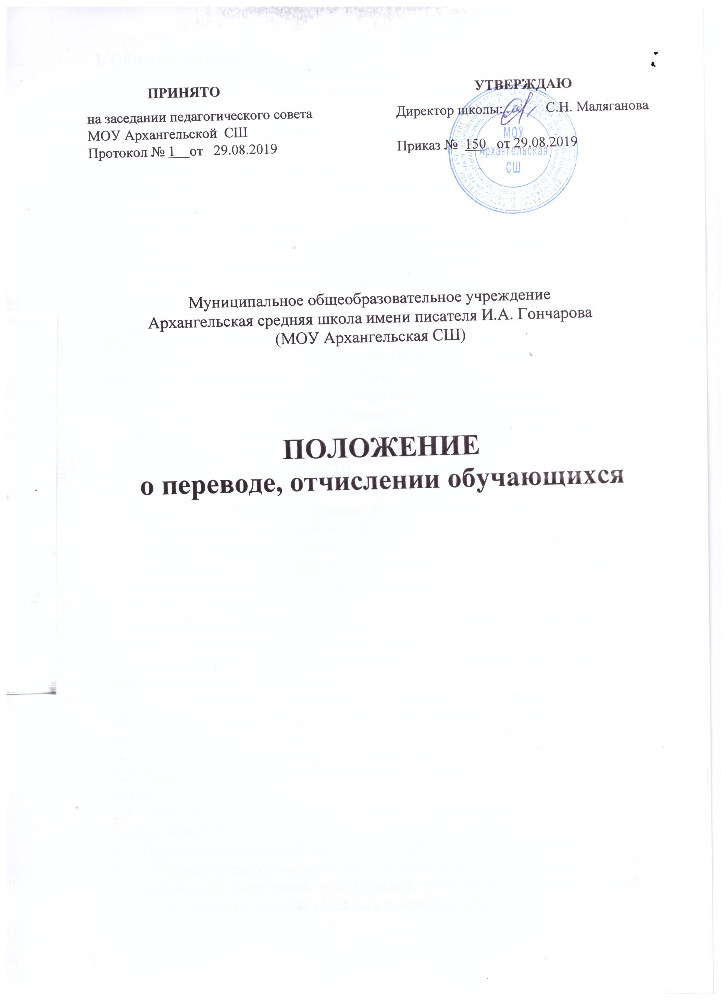 ПРИНЯТО
на заседании педагогического совета
МОУ Архангельской СШ
Протокол № 1 от 29.08.2019
УТВЕРЖДАЮ
Директор школы: С.Н. Маляганова
Приказ № 150 от 29.08.2019
МОУ
Архангельская
СШ
Муниципальное общеобразовательное учреждение
Архангельская средняя школа имени писателя И.А. Гончарова
(МОУ Архангельская СШ)
ПОЛОЖЕНИЕ
о переводе, отчислении обучающихся